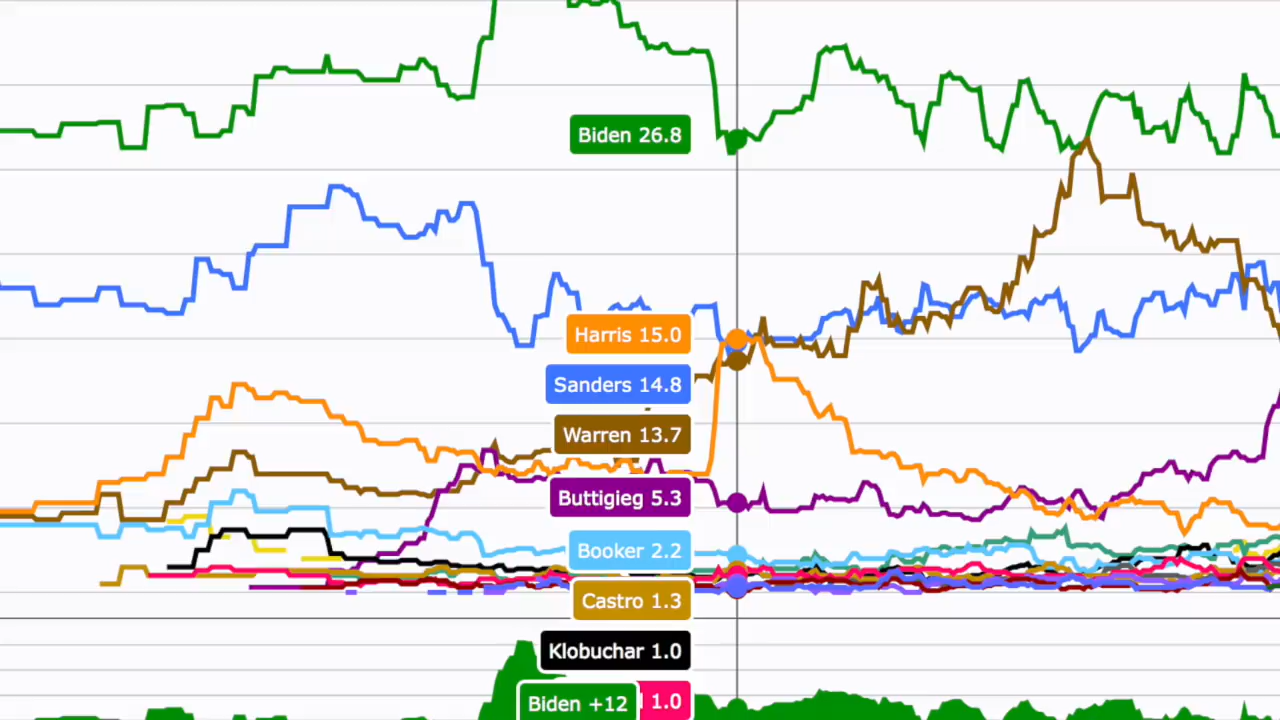 Biden 26.8
Harris 15.0
Sanders 14.8
Warren 13.7
Buttigieg 5.3
Booker 2.2
Castro 1.3
Klobuchar 1.0
Biden +12
1.0